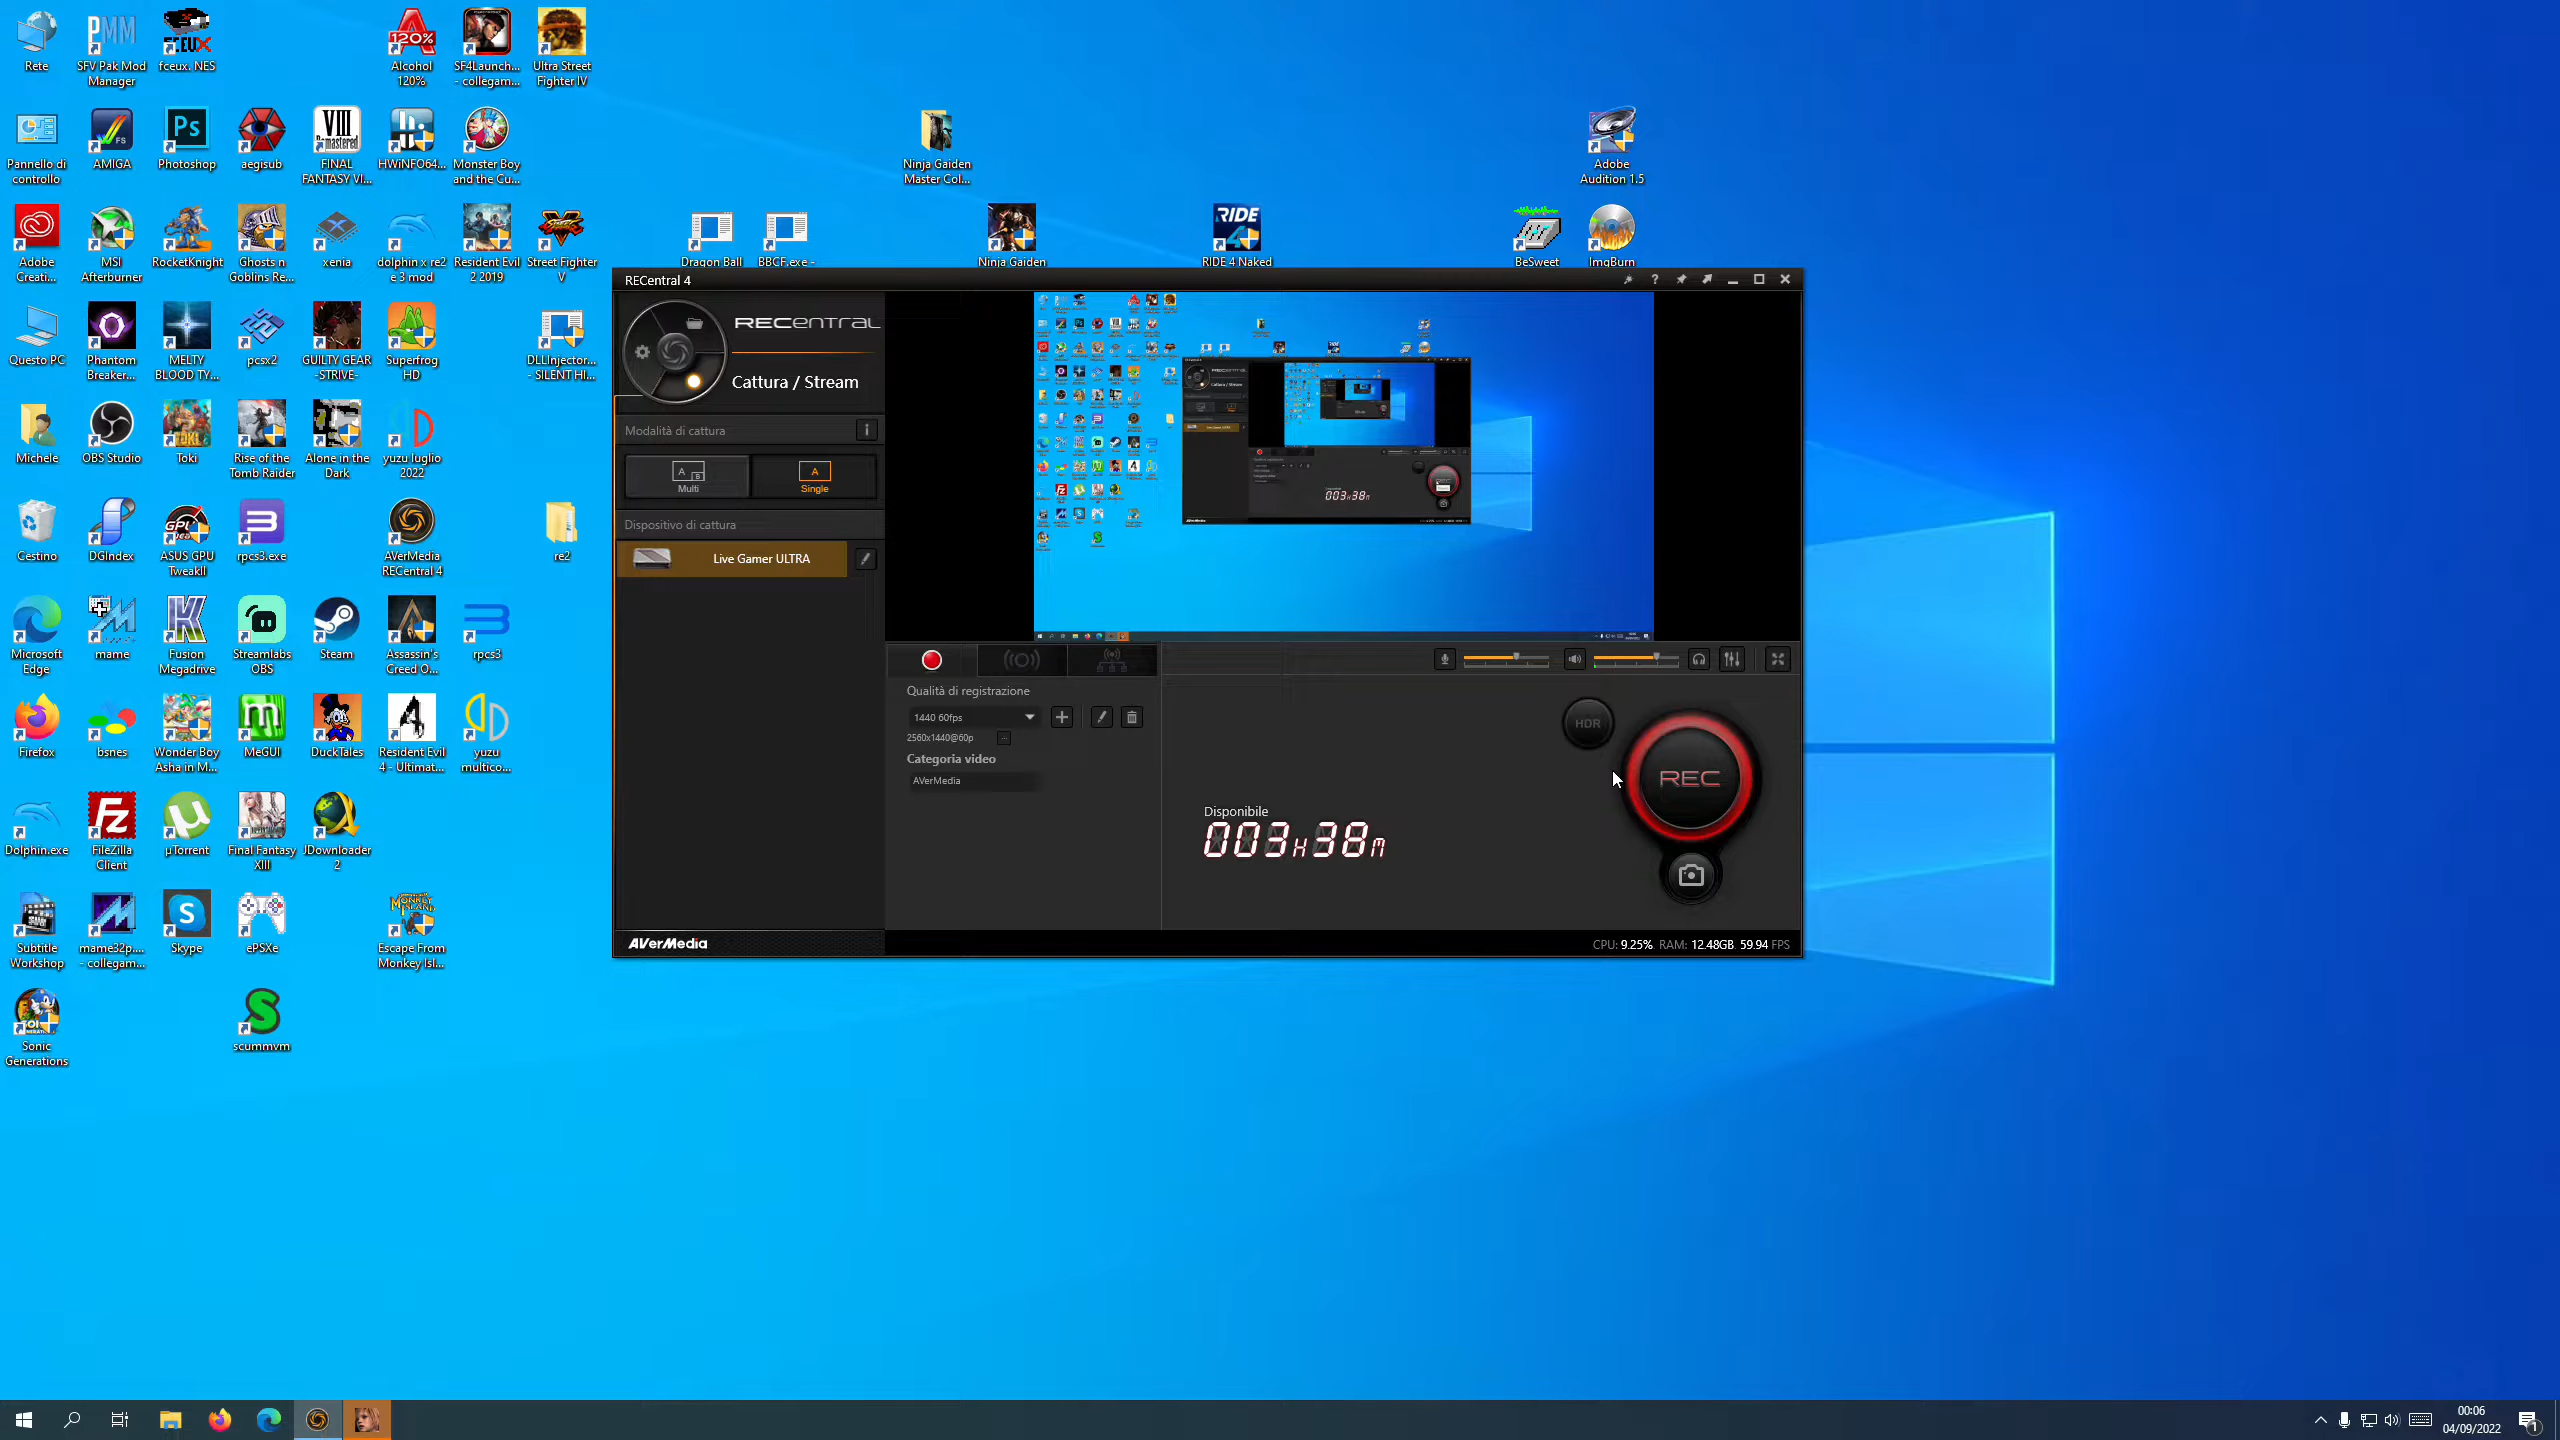 Rete
SFV Pak Mod
Manager
fceux. NES
Alcohol
120%
SF4Launch...
- collegam...
Ultra Street
Fighter IV
Pannello di
controllo
AMIGA
Photoshop
aegisub
FINAL
FANTASY VI...
HWiNFO64...
Monster Boy
and the Cu...
Ninja Gaiden
Master Col...
Adobe
Audition 1.5
Adobe
Creati...
MSI
Afterburner
RocketKnight
Ghosts n
Goblins Re...
xenia
dolphin x re2
e 3 mod
Resident Evil
2 2019
Street Fighter
V
Dragon Ball
BBCF.exe -
Ninja Gaiden
RIDE 4 Naked
BeSweet
ImgBurn
Questo PC
Phantom
Breaker...
MELTY
BLOOD TY...
pcsx2
GUILTY GEAR
-STRIVE-
Superfrog
HD
DLLInjector...
- SILENT HI...
Michele
OBS Studio
Toki
Rise of the
Tomb Raider
Alone in the
Dark
yuzu luglio
2022
Cestino
DGIndex
ASUS GPU
TweakII
rpcs3.exe
AVerMedia
RECentral 4
re2
Microsoft
Edge
mame
Fusion
Megadrive
Streamlabs
OBS
Steam
Assassin's
Creed O...
rpcs3
Firefox
bsnes
Wonder Boy
Asha in M...
MeGUI
DuckTales
Resident Evil
4 - Ultimat...
yuzu
multico...
Dolphin.exe
FileZilla
Client
µTorrent
Final Fantasy
XIII
JDownloader
2
Subtitle
Workshop
mame32p....
- collegam...
Skype
ePSXe
Escape From
Monkey Isl...
Sonic
Generations
scummvm
RECentral 4
RECentral
Cattura / Stream
Modalità di cattura
Multi
Single
Dispositivo di cattura
Live Gamer ULTRA
Qualità di registrazione
1440 60fps
2560x1440@60p
Categoria video
AVerMedia
HDR
REC
Disponibile
003H38M
AVerMedia
CPU: 9.25% RAM: 12.48GB 59.94 FPS
00:06
04/09/2022